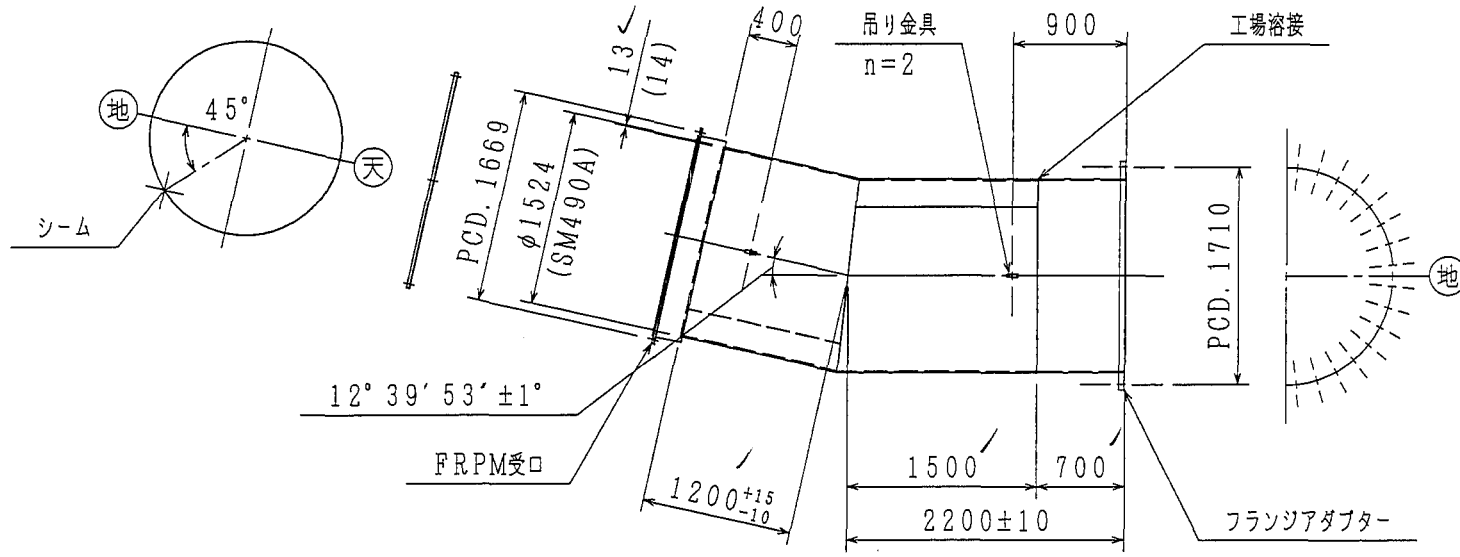 地
45°
天
シーム
13
(14)
400
PCD. 1669
φ1524
(SM490A)
吊り金具
n=2
900
工場溶接
PCD. 1710
地
12°39′53″±1°
FRPM受口
1200 +15 -10
1500
700
2200±10
フランジアダプター